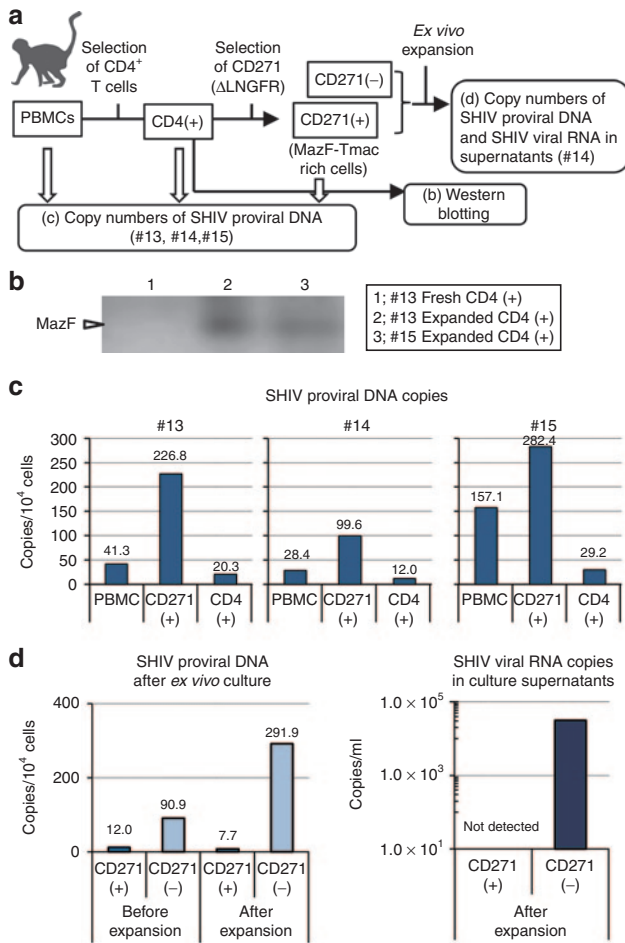 a
Selection
of CD4+
T cells
Selection
of CD271
(ΔLNGFR)
Ex vivo
expansion
PBMCs
CD4(+)
CD271(−)
CD271(+)
(MazF-Tmac
rich cells)
(d) Copy numbers of
SHIV proviral DNA
and SHIV viral RNA in
supernatants (#14)
(c) Copy numbers of SHIV proviral DNA
(#13, #14,#15)
(b) Western
blotting
b
1 2 3
MazF
1; #13 Fresh CD4 (+)
2; #13 Expanded CD4 (+)
3; #15 Expanded CD4 (+)
c
SHIV proviral DNA copies
#13 #14 #15
Copies/10⁴ cells
300
250
200
150
100
50
0
41.3 226.8 20.3
28.4 99.6 12.0
157.1 282.4 29.2
PBMC CD271 (+) CD4 (+)
PBMC CD271 (+) CD4 (+)
PBMC CD271 (+) CD4 (+)
d
SHIV proviral DNA
after ex vivo culture
Copies/10⁴ cells
400
200
0
12.0 90.9 7.7 291.9
CD271 CD271 CD271 CD271
(+) (−) (+) (−)
Before
expansion
After
expansion
SHIV viral RNA copies
in culture supernatants
Copies/ml
1.0 × 10⁵
1.0 × 10³
1.0 × 10¹
Not detected
CD271 CD271
(+) (−)
After
expansion